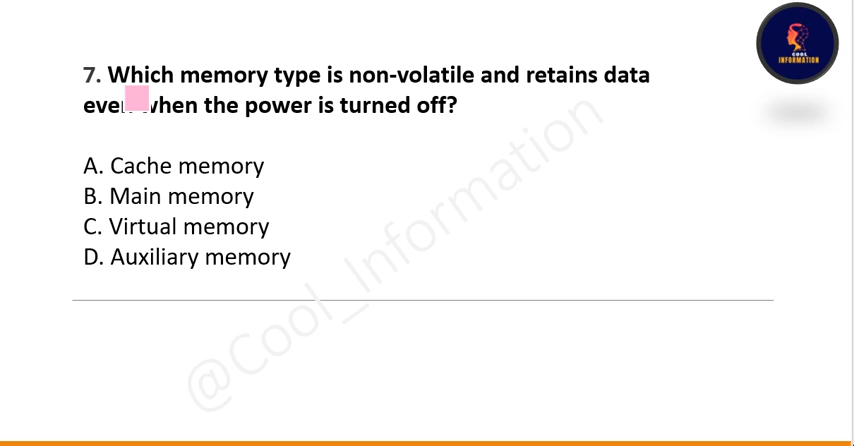 COOL
INFORMATION
7. Which memory type is non-volatile and retains data
when the power is turned off?
A. Cache memory
B. Main memory
C. Virtual memory
D. Auxiliary memory
@Cool_Information